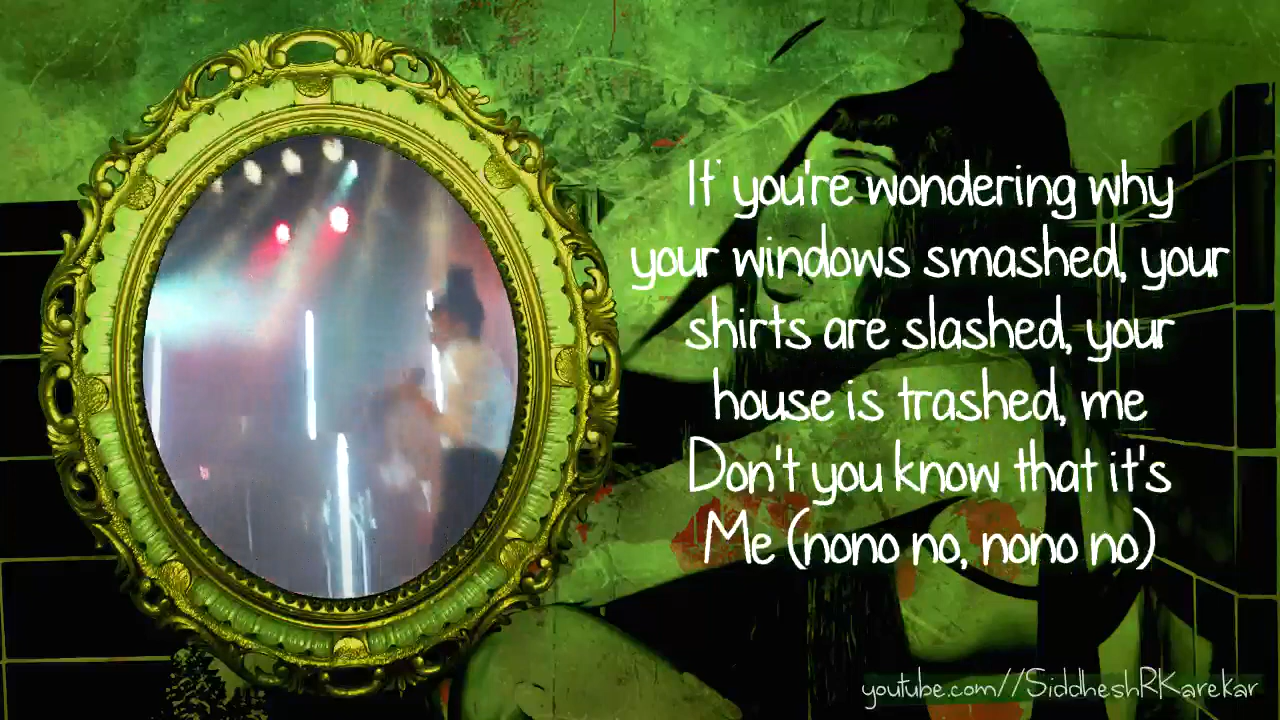 If you're wondering why
your windows smashed, your
shirts are slashed, your
house is trashed, me
Don't you know that it's
Me (nono no, nono no)
youtube.com//SiddheshRKarekar